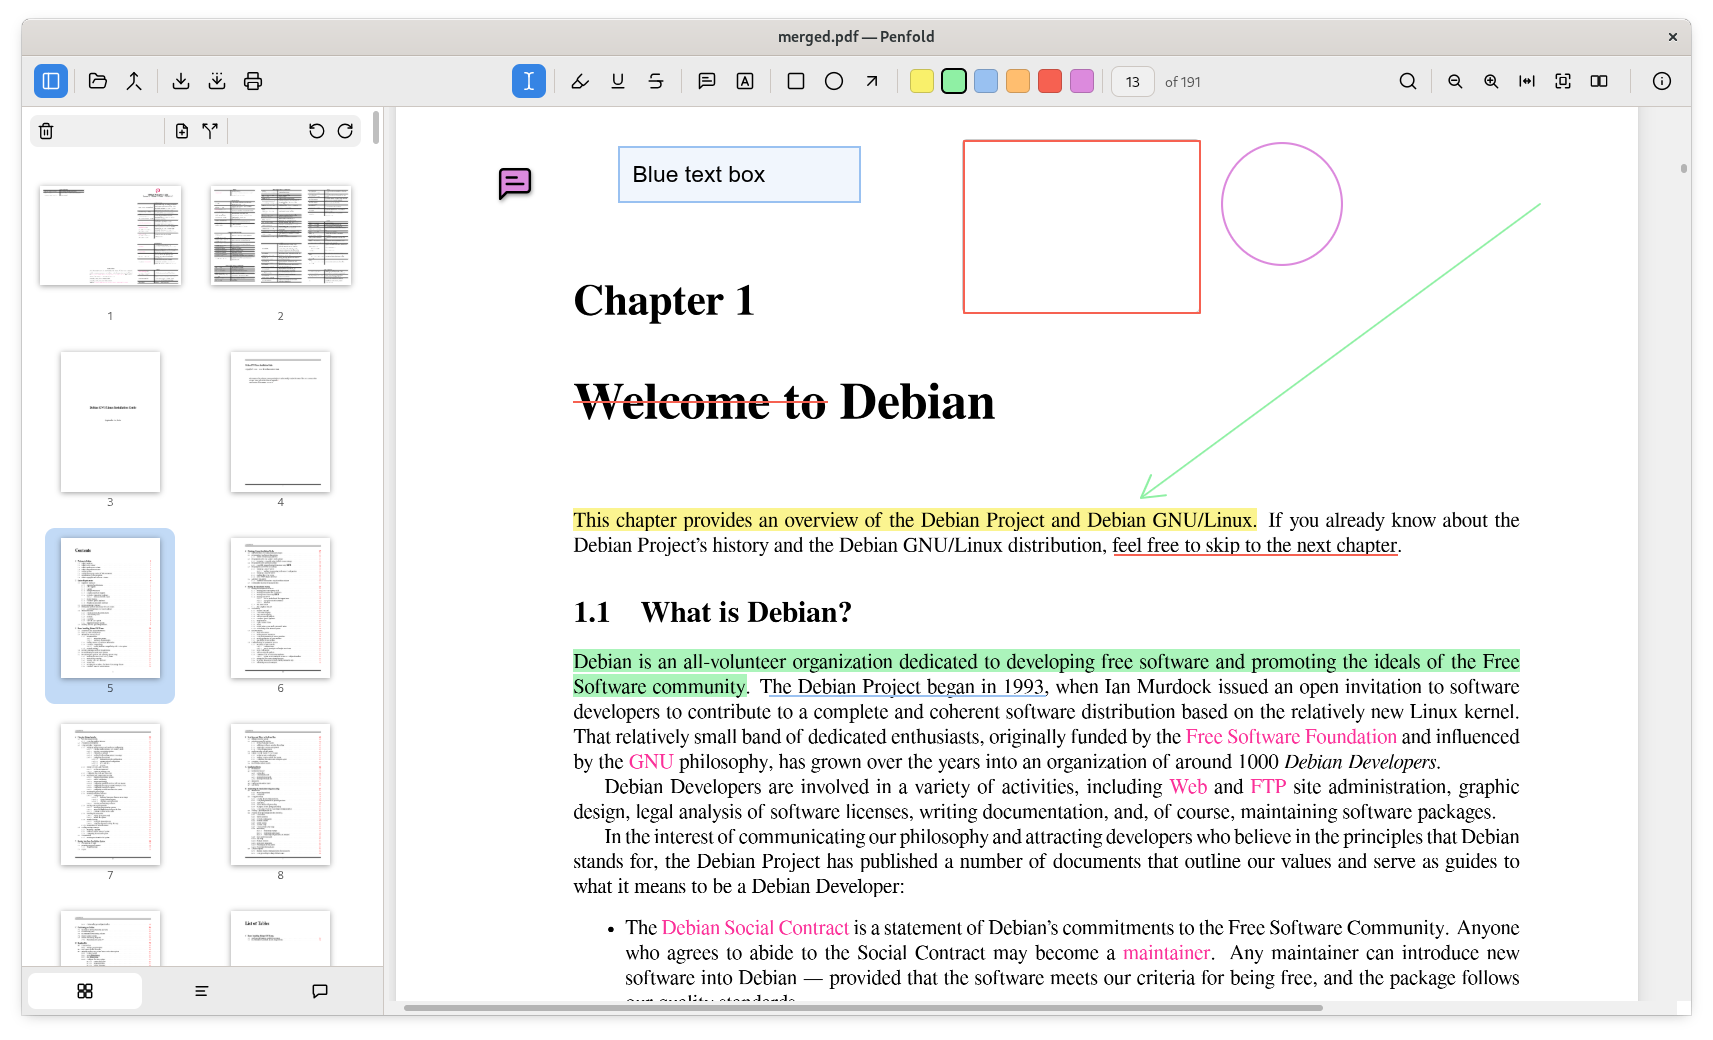 merged.pdf — Penfold
13 of 191
1
2
3
4
Contents
5
6
7
8
List of Tables
Blue text box
Chapter 1
Welcome to Debian
This chapter provides an overview of the Debian Project and Debian GNU/Linux. If you already know about the
Debian Project's history and the Debian GNU/Linux distribution, feel free to skip to the next chapter.
1.1 What is Debian?
Debian is an all-volunteer organization dedicated to developing free software and promoting the ideals of the Free
Software community. The Debian Project began in 1993, when Ian Murdock issued an open invitation to software
developers to contribute to a complete and coherent software distribution based on the relatively new Linux kernel.
That relatively small band of dedicated enthusiasts, originally funded by the Free Software Foundation and influenced
by the GNU philosophy, has grown over the years into an organization of around 1000 Debian Developers.
Debian Developers are involved in a variety of activities, including Web and FTP site administration, graphic
design, legal analysis of software licenses, writing documentation, and, of course, maintaining software packages.
In the interest of communicating our philosophy and attracting developers who believe in the principles that Debian
stands for, the Debian Project has published a number of documents that outline our values and serve as guides to
what it means to be a Debian Developer:
• The Debian Social Contract is a statement of Debian's commitments to the Free Software Community. Anyone
who agrees to abide to the Social Contract may become a maintainer. Any maintainer can introduce new
software into Debian — provided that the software meets our criteria for being free, and the package follows
our quality standards.